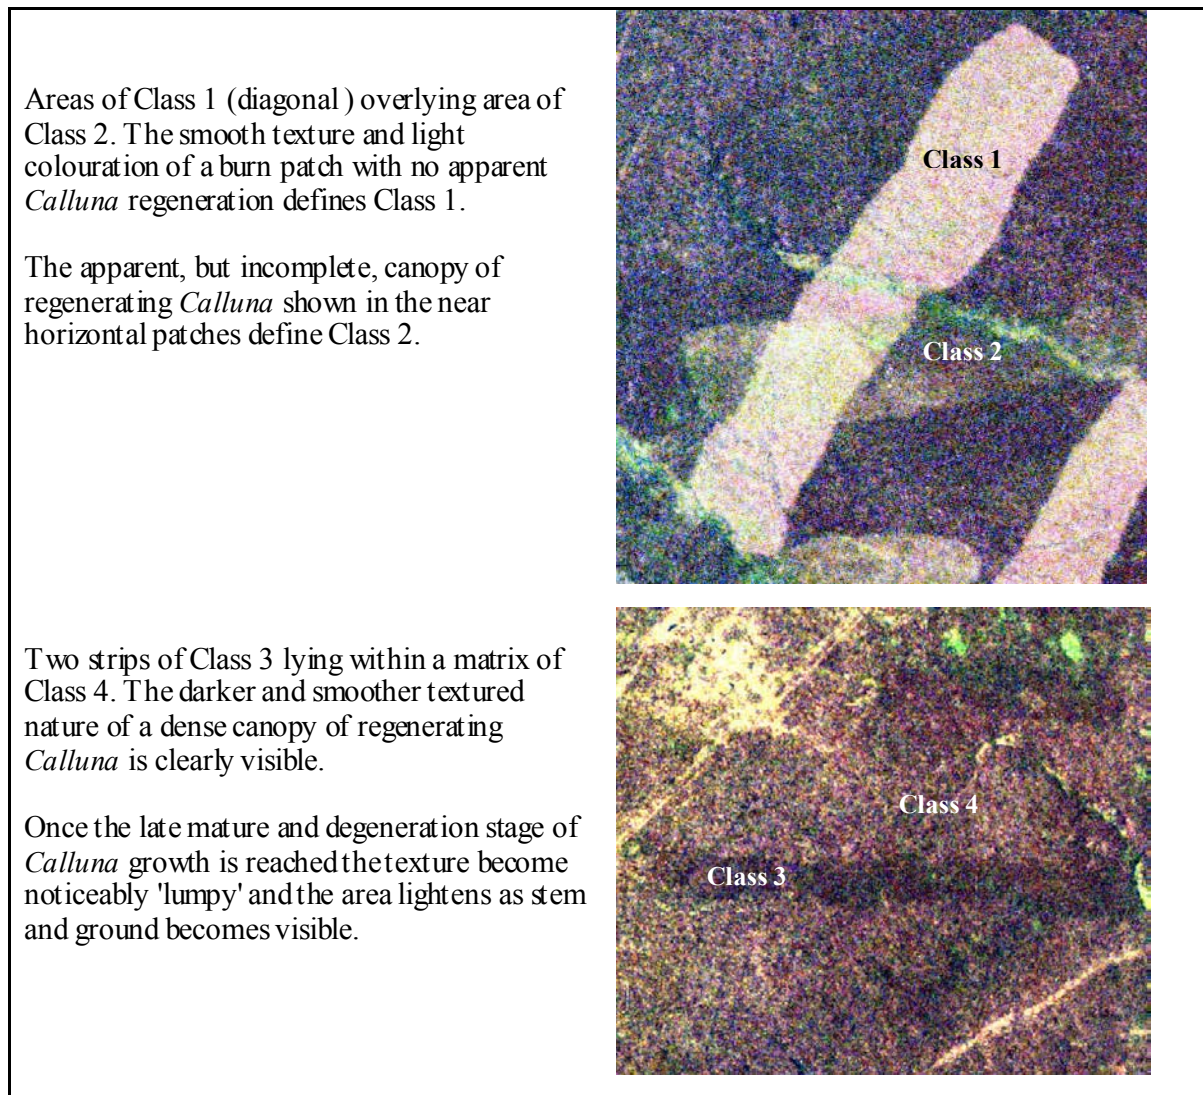 Areas of Class 1 (diagonal ) overlying area of
Class 2. The smooth texture and light
colouration of a burn patch with no apparent
Calluna regeneration defines Class 1.
The apparent, but incomplete, canopy of
regenerating Calluna shown in the near
horizontal patches define Class 2.
Class 1
Class 2
Two strips of Class 3 lying within a matrix of
Class 4. The darker and smoother textured
nature of a dense canopy of regenerating
Calluna is clearly visible.
Once the late mature and degeneration stage of
Calluna growth is reached the texture become
noticeably 'lumpy' and the area lightens as stem
and ground becomes visible.
Class 4
Class 3